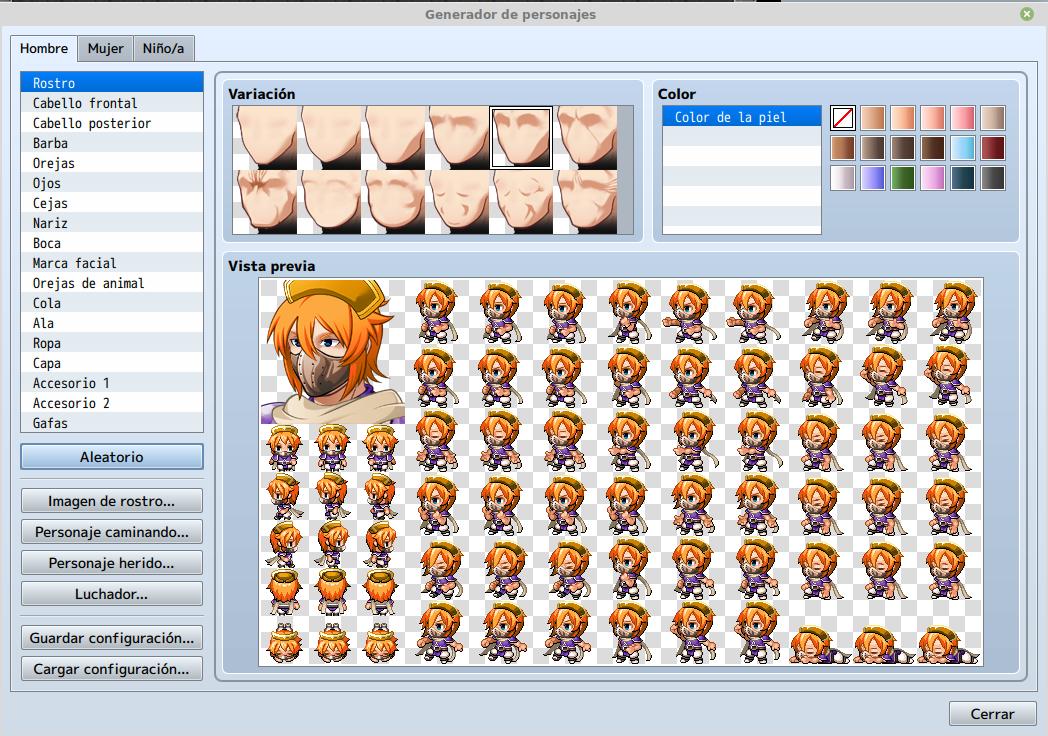 Generador de personajes
Hombre
Mujer
Niño/a
Rostro
Cabello frontal
Cabello posterior
Barba
Orejas
Ojos
Cejas
Nariz
Boca
Marca facial
Orejas de animal
Cola
Ala
Ropa
Capa
Accesorio 1
Accesorio 2
Gafas
Aleatorio
Imagen de rostro...
Personaje caminando...
Personaje herido...
Luchador...
Guardar configuración...
Cargar configuración...
Variación
Color
Color de la piel
Vista previa
Cerrar